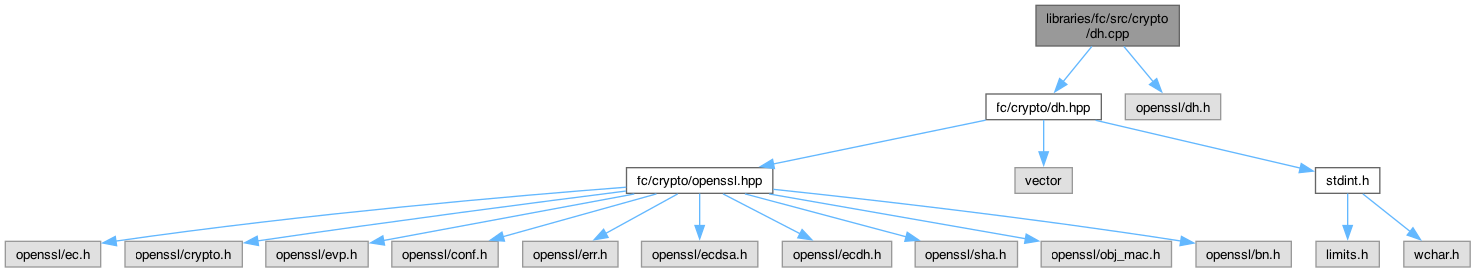 libraries/fc/src/crypto
/dh.cpp
fc/crypto/dh.hpp
openssl/dh.h
fc/crypto/openssl.hpp
vector
stdint.h
openssl/ec.h
openssl/crypto.h
openssl/evp.h
openssl/conf.h
openssl/err.h
openssl/ecdsa.h
openssl/ecdh.h
openssl/sha.h
openssl/obj_mac.h
openssl/bn.h
limits.h
wchar.h